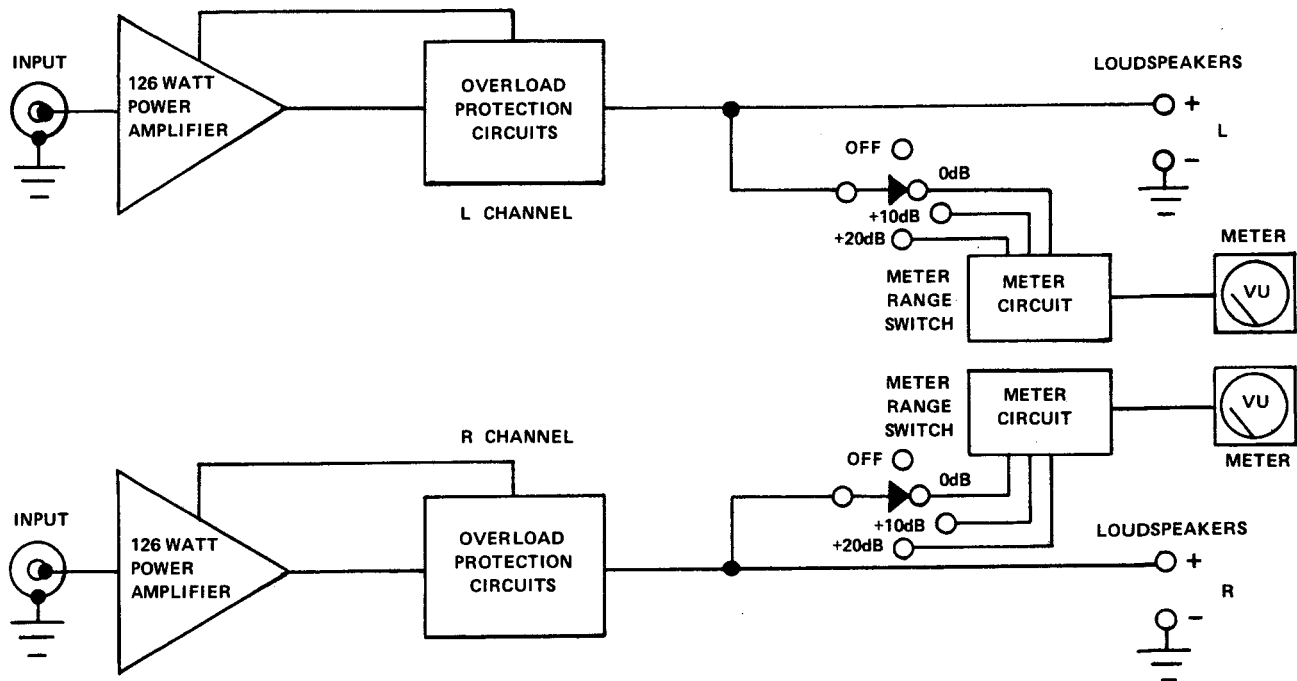 INPUT
126 WATT
POWER
AMPLIFIER
OVERLOAD
PROTECTION
CIRCUITS
L CHANNEL
LOUDSPEAKERS
+
L
−
OFF
0dB
+10dB
+20dB
METER
RANGE
SWITCH
METER
CIRCUIT
METER
VU
METER
RANGE
SWITCH
METER
CIRCUIT
VU
METER
R CHANNEL
OFF
0dB
+10dB
+20dB
INPUT
126 WATT
POWER
AMPLIFIER
OVERLOAD
PROTECTION
CIRCUITS
LOUDSPEAKERS
+
R
−